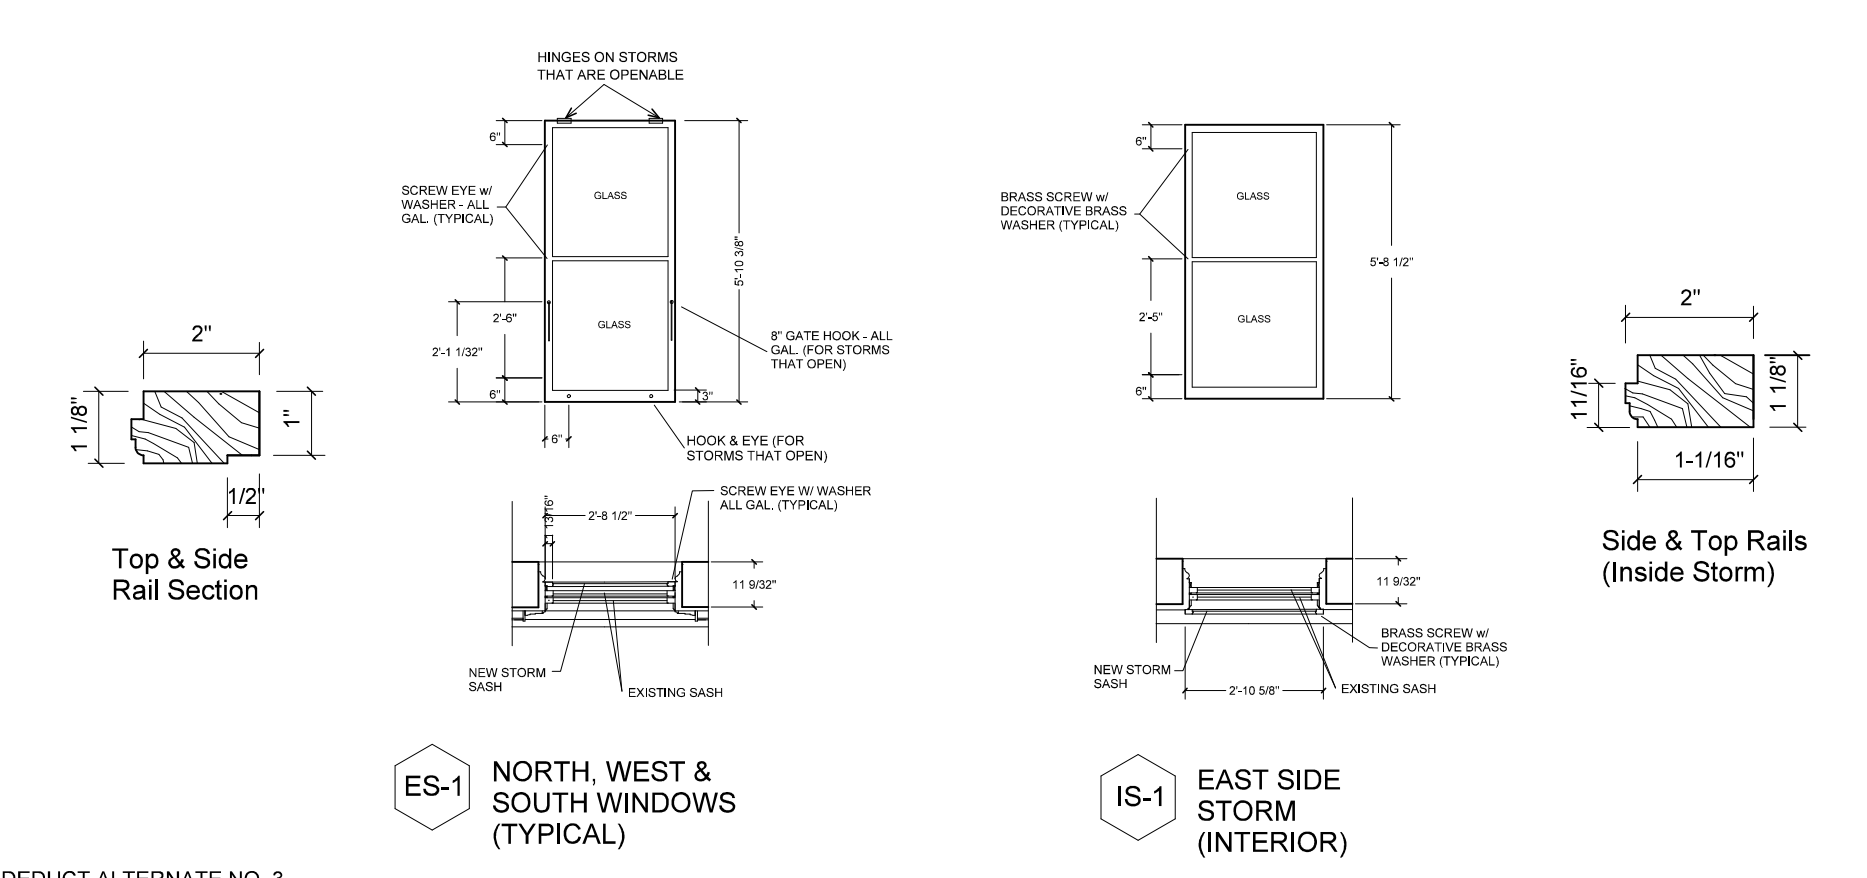 HINGES ON STORMS
THAT ARE OPENABLE
6"
SCREW EYE w/
WASHER - ALL
GAL. (TYPICAL)
GLASS
5'-10 3/8"
2'-6"
2'-1 1/32"
GLASS
8" GATE HOOK - ALL
GAL. (FOR STORMS
THAT OPEN)
6"
3"
6"
HOOK & EYE (FOR
STORMS THAT OPEN)
6"
BRASS SCREW w/
DECORATIVE BRASS
WASHER (TYPICAL)
GLASS
5'-8 1/2"
2'-5"
GLASS
6"
2"
1 1/8"
1"
1/2"
Top & Side
Rail Section
2"
11/16"
1 1/8"
1-1/16"
Side & Top Rails
(Inside Storm)
13/16"
2'-8 1/2"
SCREW EYE W/ WASHER
ALL GAL. (TYPICAL)
11 9/32"
NEW STORM
SASH
EXISTING SASH
11 9/32"
BRASS SCREW w/
DECORATIVE BRASS
WASHER (TYPICAL)
NEW STORM
SASH
2'-10 5/8"
EXISTING SASH
ES-1
NORTH, WEST &
SOUTH WINDOWS
(TYPICAL)
IS-1
EAST SIDE
STORM
(INTERIOR)
DEDUCT ALTERNATE NO. 3